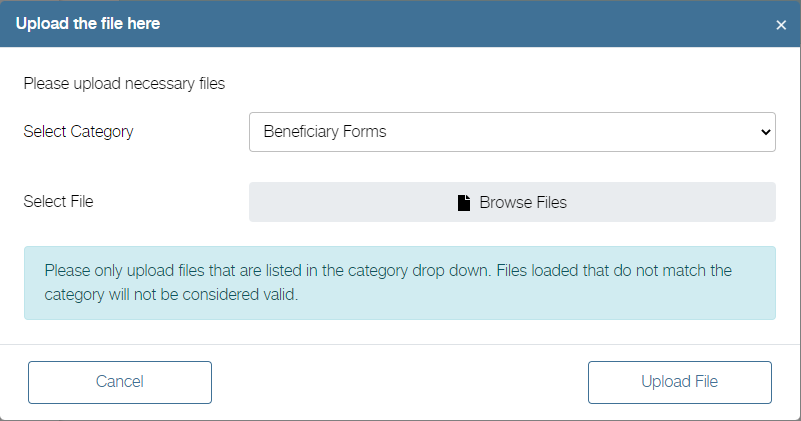 Upload the file here
×
Please upload necessary files
Select Category
Beneficiary Forms
Select File
Browse Files
Please only upload files that are listed in the category drop down. Files loaded that do not match the
category will not be considered valid.
Cancel
Upload File